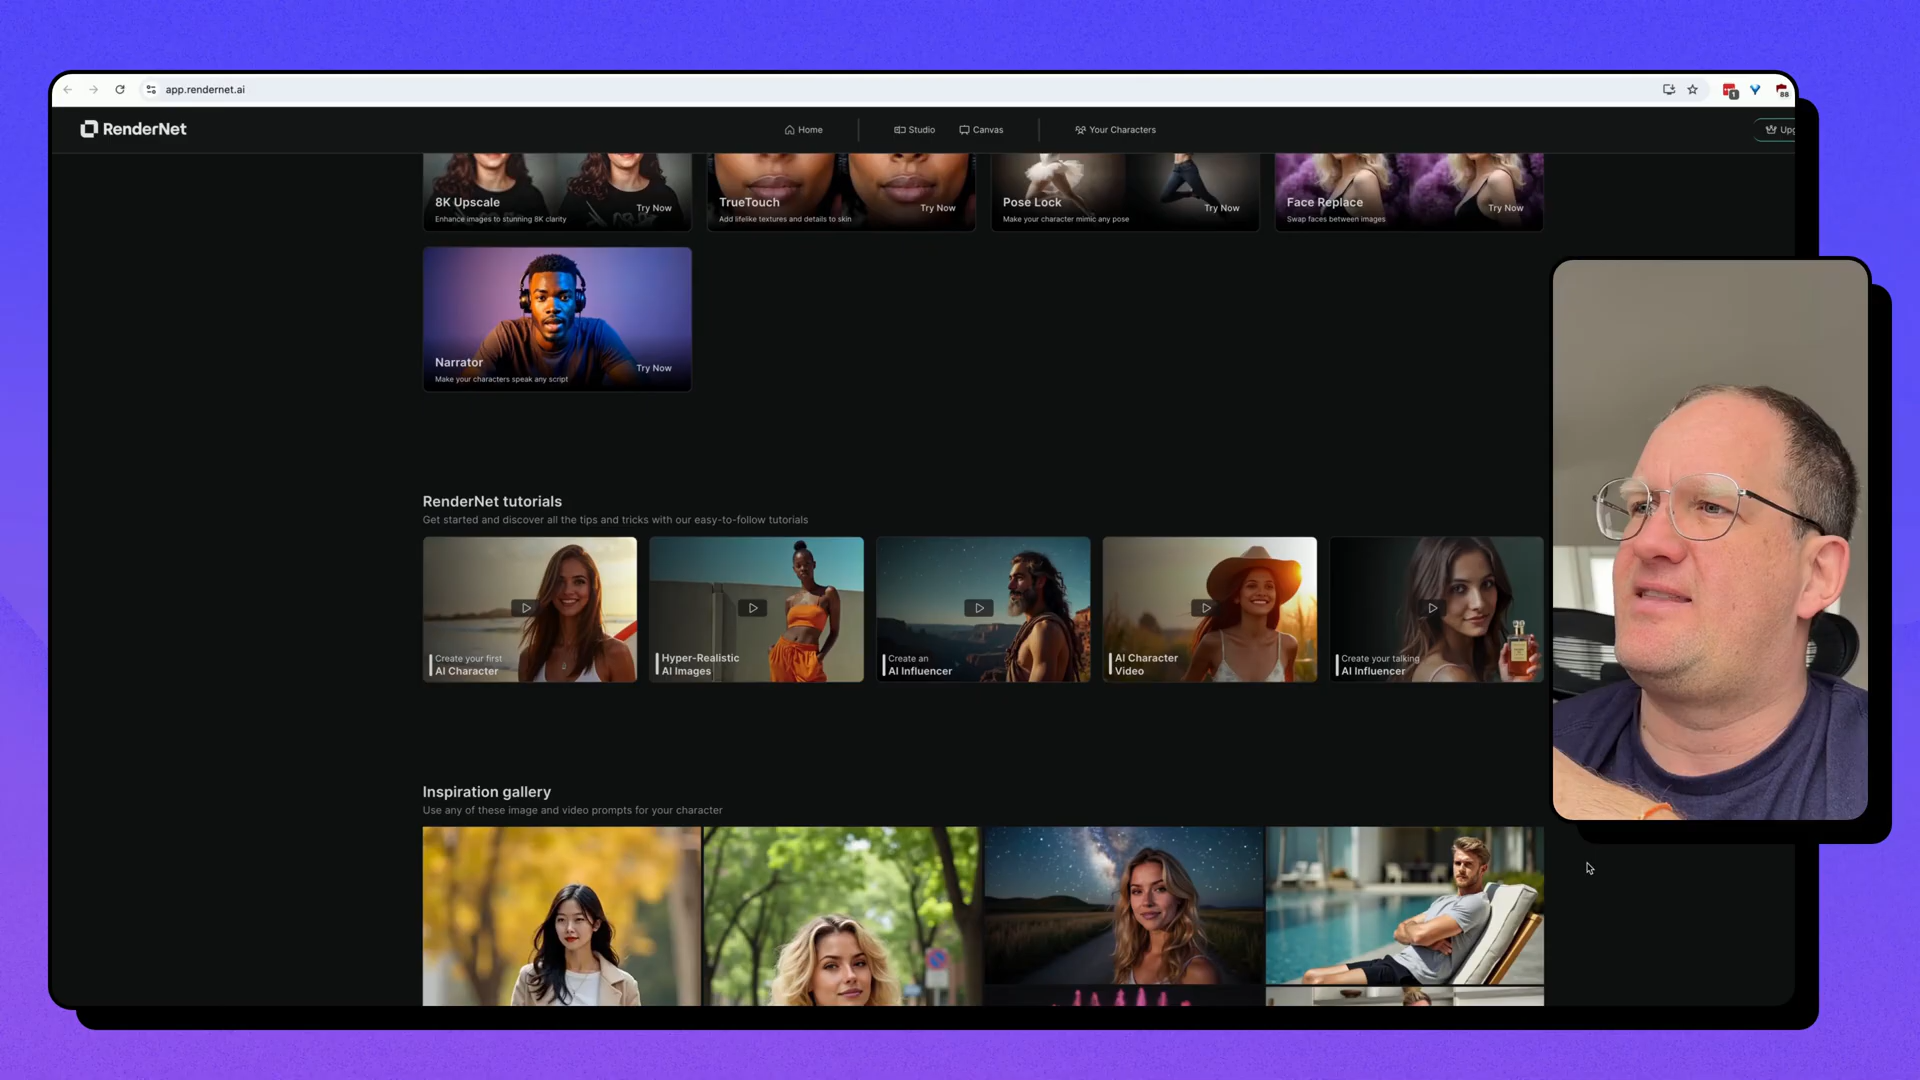 app.rendernet.ai
1
88
RenderNet
Home
Studio
Canvas
Your Characters
Upg
8K Upscale
Enhance images to stunning 8K clarity
Try Now
TrueTouch
Add lifelike textures and details to skin
Try Now
Pose Lock
Make your character mimic any pose
Try Now
Face Replace
Swap faces between images
Try Now
Narrator
Make your characters speak any script
Try Now
RenderNet tutorials
Get started and discover all the tips and tricks with our easy-to-follow tutorials
Create your first
AI Character
Hyper-Realistic
AI Images
Create an
AI Influencer
AI Character
Video
Create your talking
AI Influencer
Inspiration gallery
Use any of these image and video prompts for your character